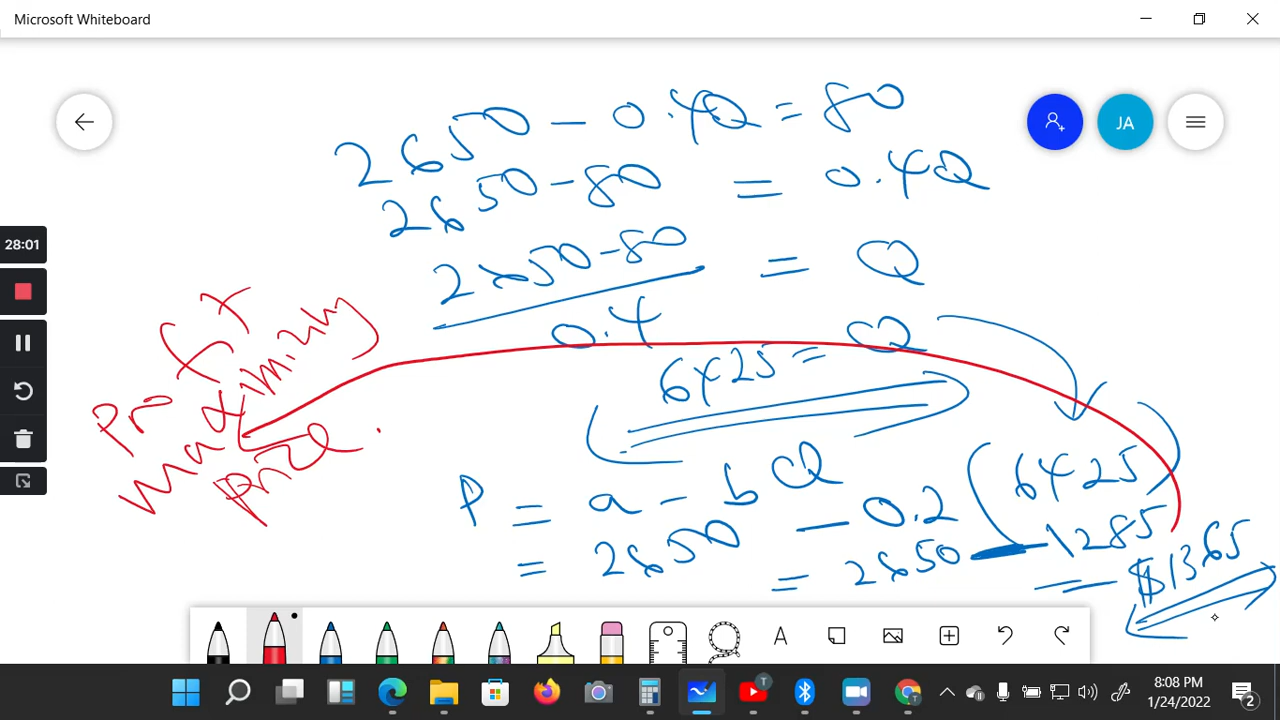 Microsoft Whiteboard
JA
28:01
2650 - 0.4Q = 80
2650 - 80 = 0.4Q
2650 - 80 = Q
0.4
6425 = Q
Profit
maximizing
price.
P = a - bQ
= 2650 - 0.2 (6425)
= 2650 - 1285
= $1365
A
T
T
8:08 PM
1/24/2022
2